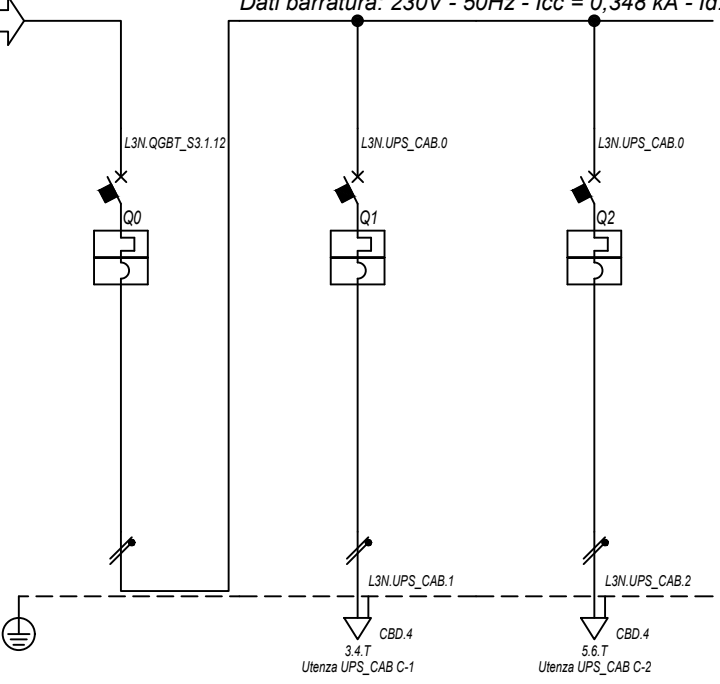 Dati barratura: 230V - 50Hz - Icc = 0,348 kA - Id
L3N.QGBT_S3.1.12
L3N.UPS_CAB.0
L3N.UPS_CAB.0
Q0
Q1
Q2
L3N.UPS_CAB.1
L3N.UPS_CAB.2
CBD.4
CBD.4
3.4.T
5.6.T
Utenza UPS_CAB C-1
Utenza UPS_CAB C-2